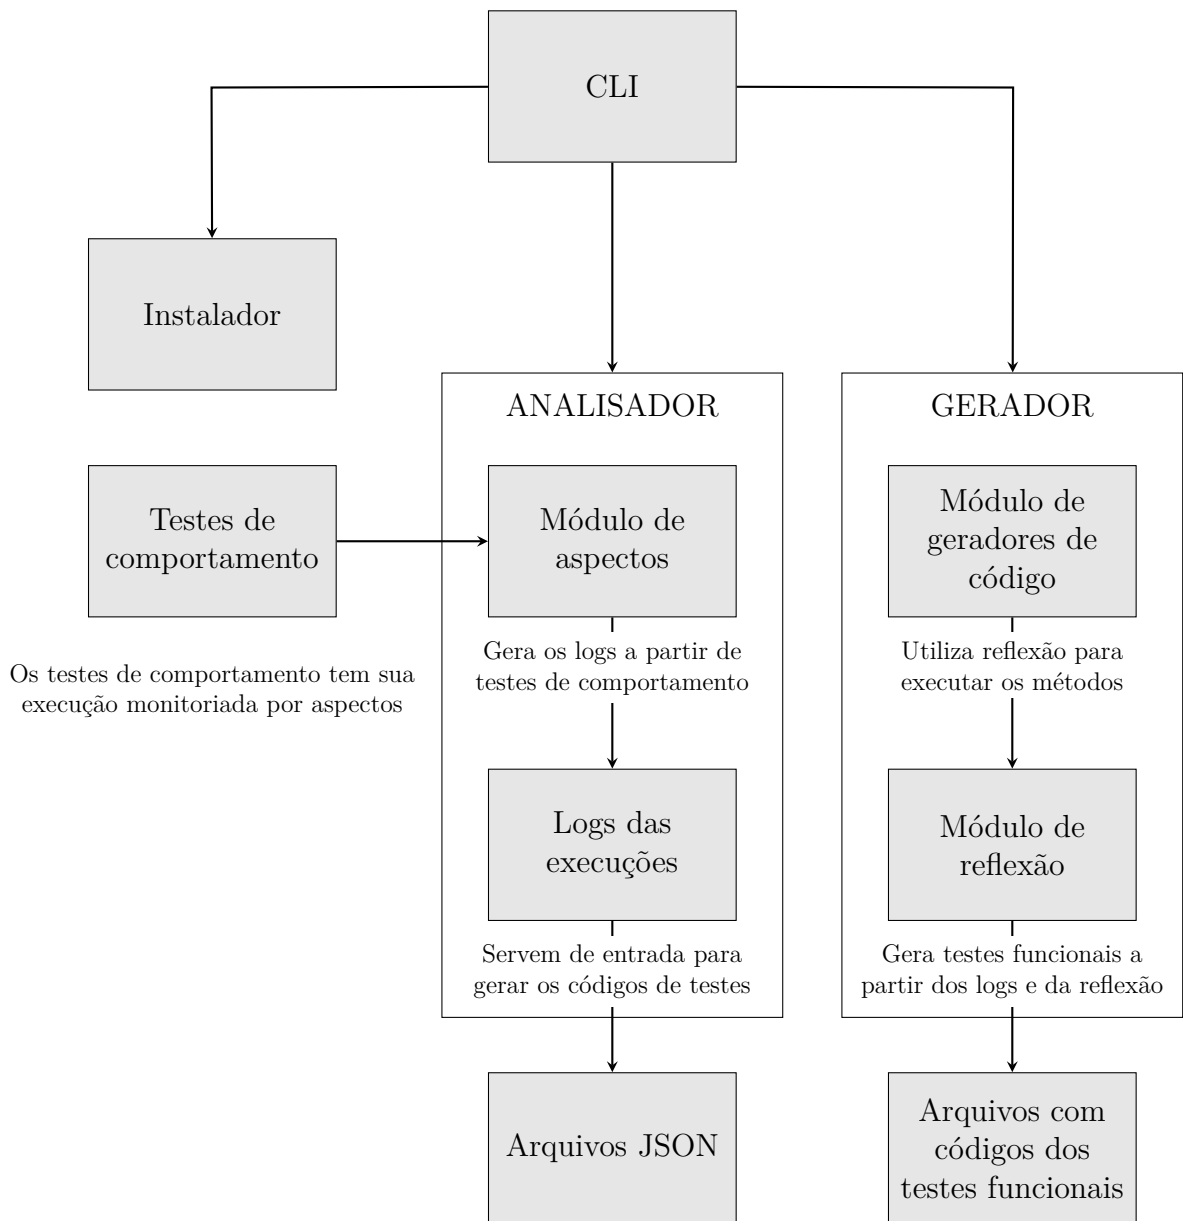 CLI
Instalador
ANALISADOR
GERADOR
Testes de
comportamento
Módulo de
aspectos
Módulo de
geradores de
código
Os testes de comportamento tem sua
execução monitoriada por aspectos
Gera os logs a partir de
testes de comportamento
Utiliza reflexão para
executar os métodos
Logs das
execuções
Módulo de
reflexão
Servem de entrada para
gerar os códigos de testes
Gera testes funcionais a
partir dos logs e da reflexão
Arquivos JSON
Arquivos com
códigos dos
testes funcionais